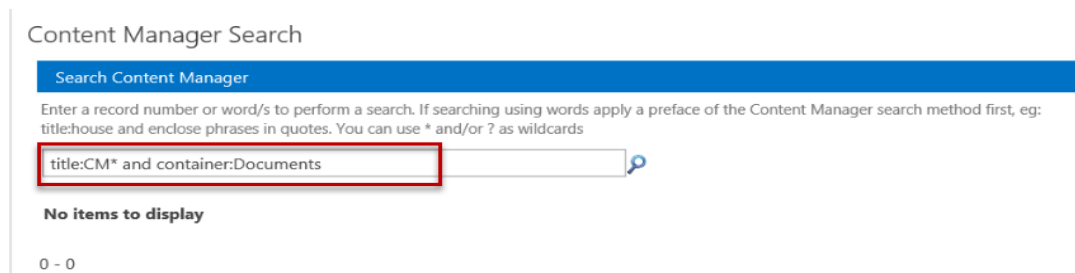 Content Manager Search
Search Content Manager
Enter a record number or word/s to perform a search. If searching using words apply a preface of the Content Manager search method first, eg:
title:house and enclose phrases in quotes. You can use * and/or ? as wildcards
title:CM* and container:Documents
No items to display
0 - 0